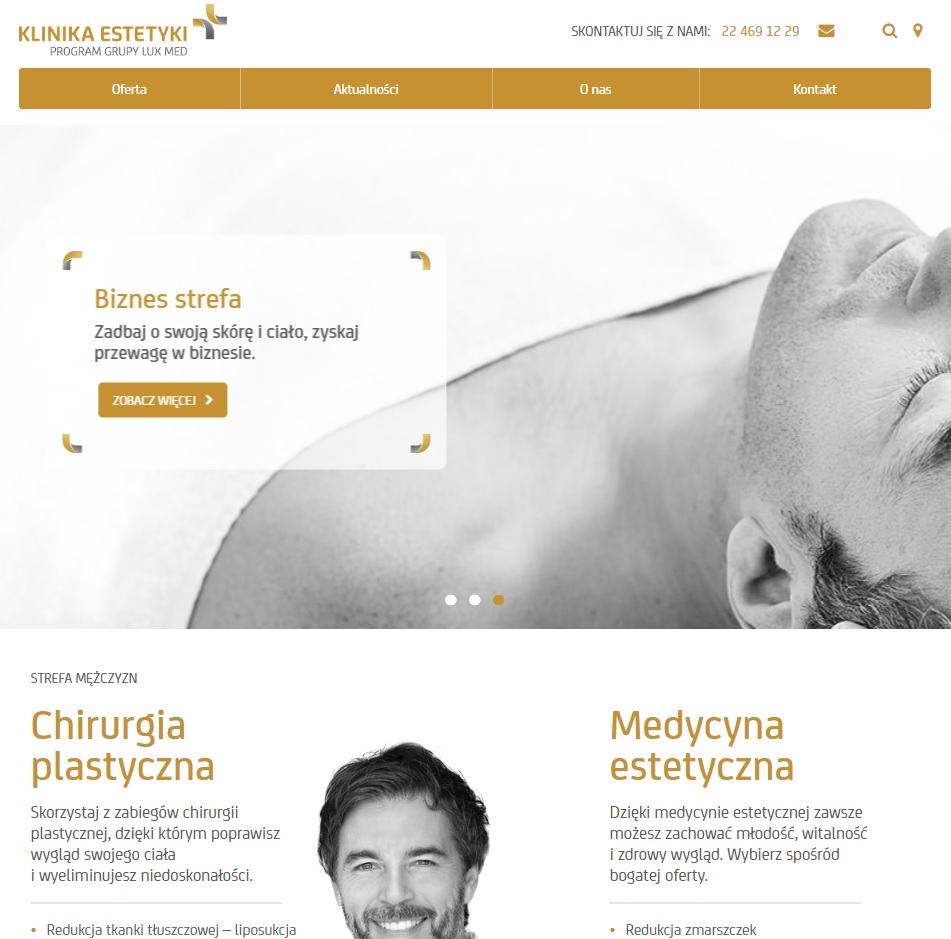 KLINIKA ESTETYKI
PROGRAM GRUPY LUX MED
SKONTAKTUJ SIĘ Z NAMI: 22 469 12 29
Oferta Aktualności O nas Kontakt
Biznes strefa
Zadbaj o swoją skórę i ciało, zyskaj
przewagę w biznesie.
ZOBACZ WIĘCEJ
STREFA MĘŻCZYZN
Chirurgia
plastyczna
Skorzystaj z zabiegów chirurgii
plastycznej, dzięki którym poprawisz
wygląd swojego ciała
i wyeliminujesz niedoskonałości.
• Redukcja tkanki tłuszczowej – liposukcja
Medycyna
estetyczna
Dzięki medycynie estetycznej zawsze
możesz zachować młodość, witalność
i zdrowy wygląd. Wybierz spośród
bogatej oferty.
• Redukcja zmarszczek